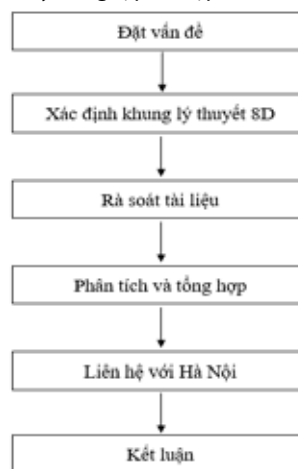 Đặt vấn đề
Xác định khung lý thuyết 8D
Rà soát tài liệu
Phân tích và tổng hợp
Liên hệ với Hà Nội
Kết luận